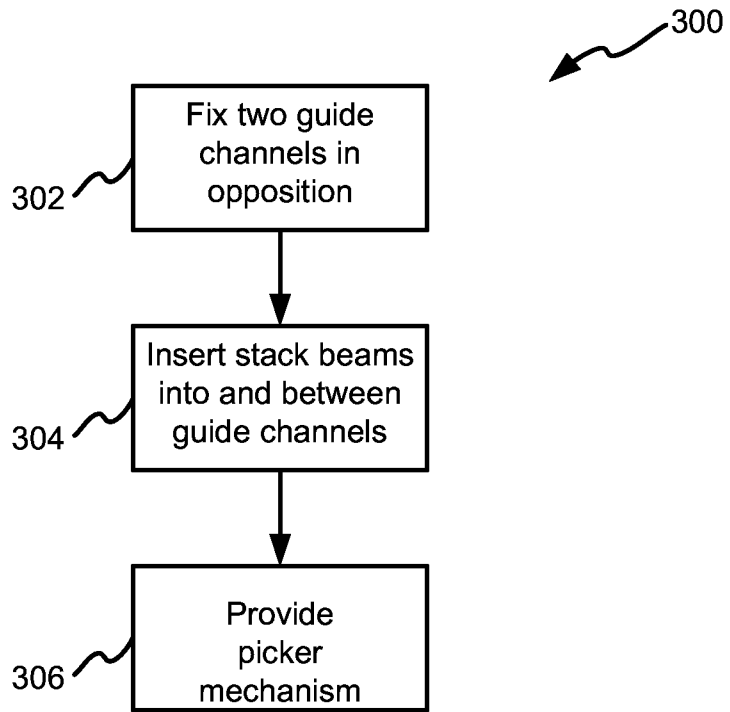 300
Fix two guide
channels in
opposition
302
Insert stack beams
into and between
guide channels
304
Provide
picker
mechanism
306